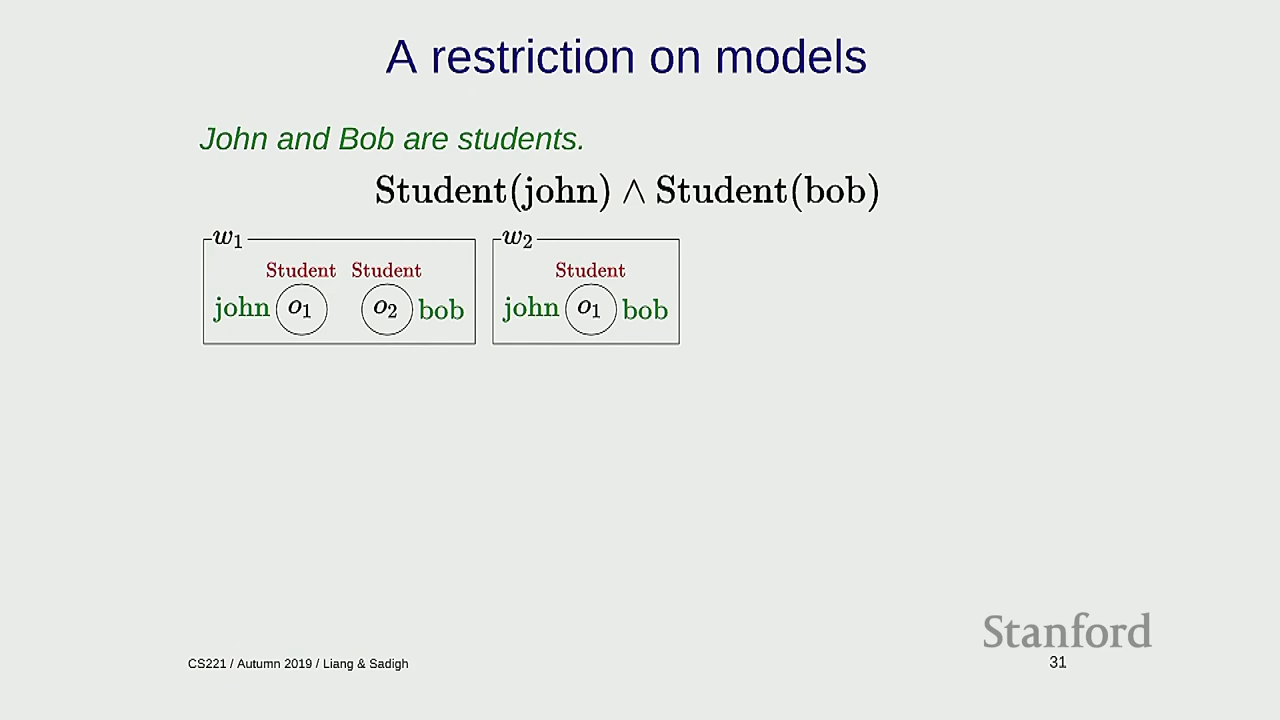 A restriction on models
John and Bob are students.
Student(john) ∧ Student(bob)
w₁ w₂
Student Student Student
john o₁ o₂ bob john o₁ bob
Stanford
CS221 / Autumn 2019 / Liang & Sadigh 31